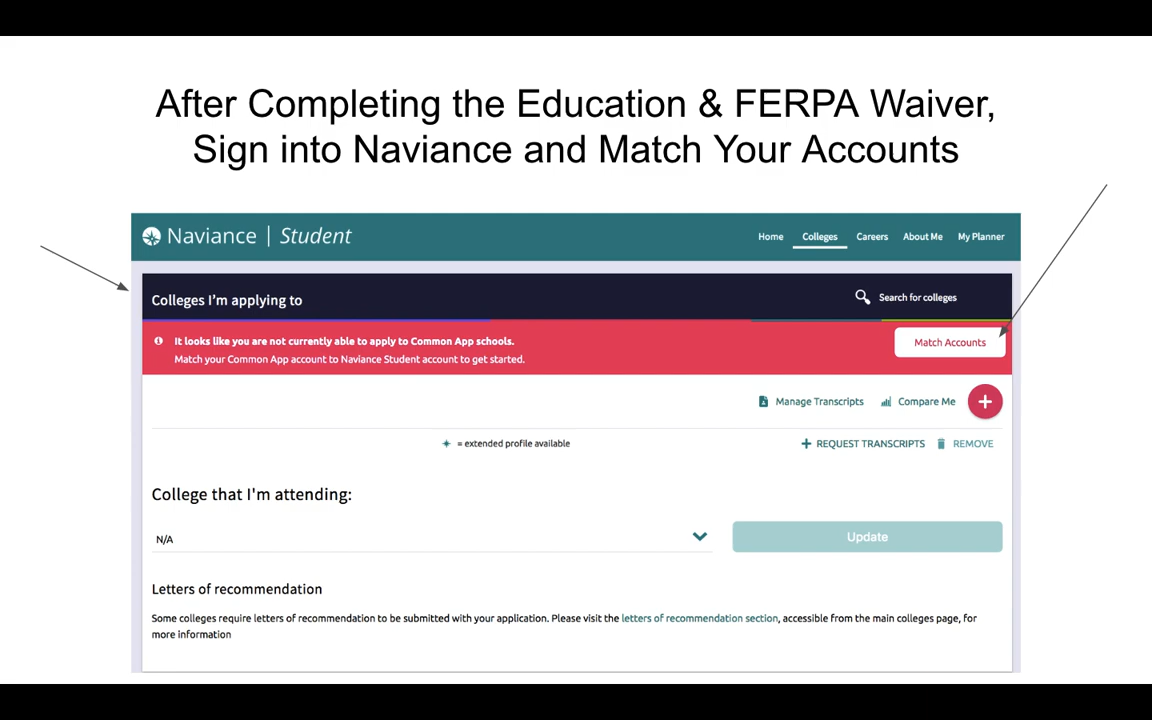 After Completing the Education & FERPA Waiver,
Sign into Naviance and Match Your Accounts
Naviance | Student
Home Colleges Careers About Me My Planner
Colleges I'm applying to
Search for colleges
It looks like you are not currently able to apply to Common App schools.
Match your Common App account to Naviance Student account to get started.
Match Accounts
Manage Transcripts Compare Me +
= extended profile available
+ REQUEST TRANSCRIPTS REMOVE
College that I'm attending:
N/A
Update
Letters of recommendation
Some colleges require letters of recommendation to be submitted with your application. Please visit the letters of recommendation section, accessible from the main colleges page, for
more information